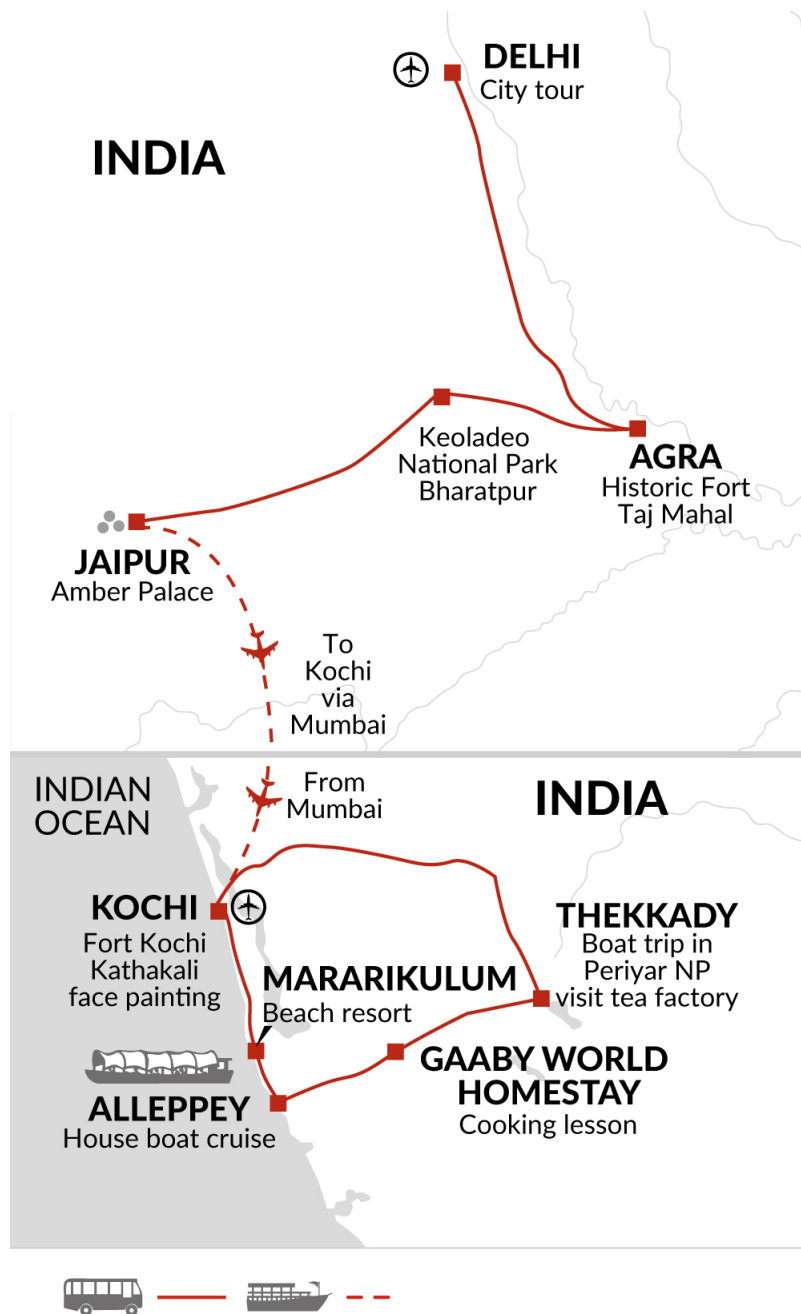 DELHI
City tour
INDIA
Keoladeo
National Park
Bharatpur
AGRA
Historic Fort
Taj Mahal
JAIPUR
Amber Palace
To
Kochi
via
Mumbai
INDIAN
OCEAN
From
Mumbai
INDIA
KOCHI
Fort Kochi
Kathakali
face painting
THEKKADY
Boat trip in
Periyar NP
visit tea factory
MARARIKULUM
Beach resort
GAABY WORLD
HOMESTAY
Cooking lesson
ALLEPPEY
House boat cruise